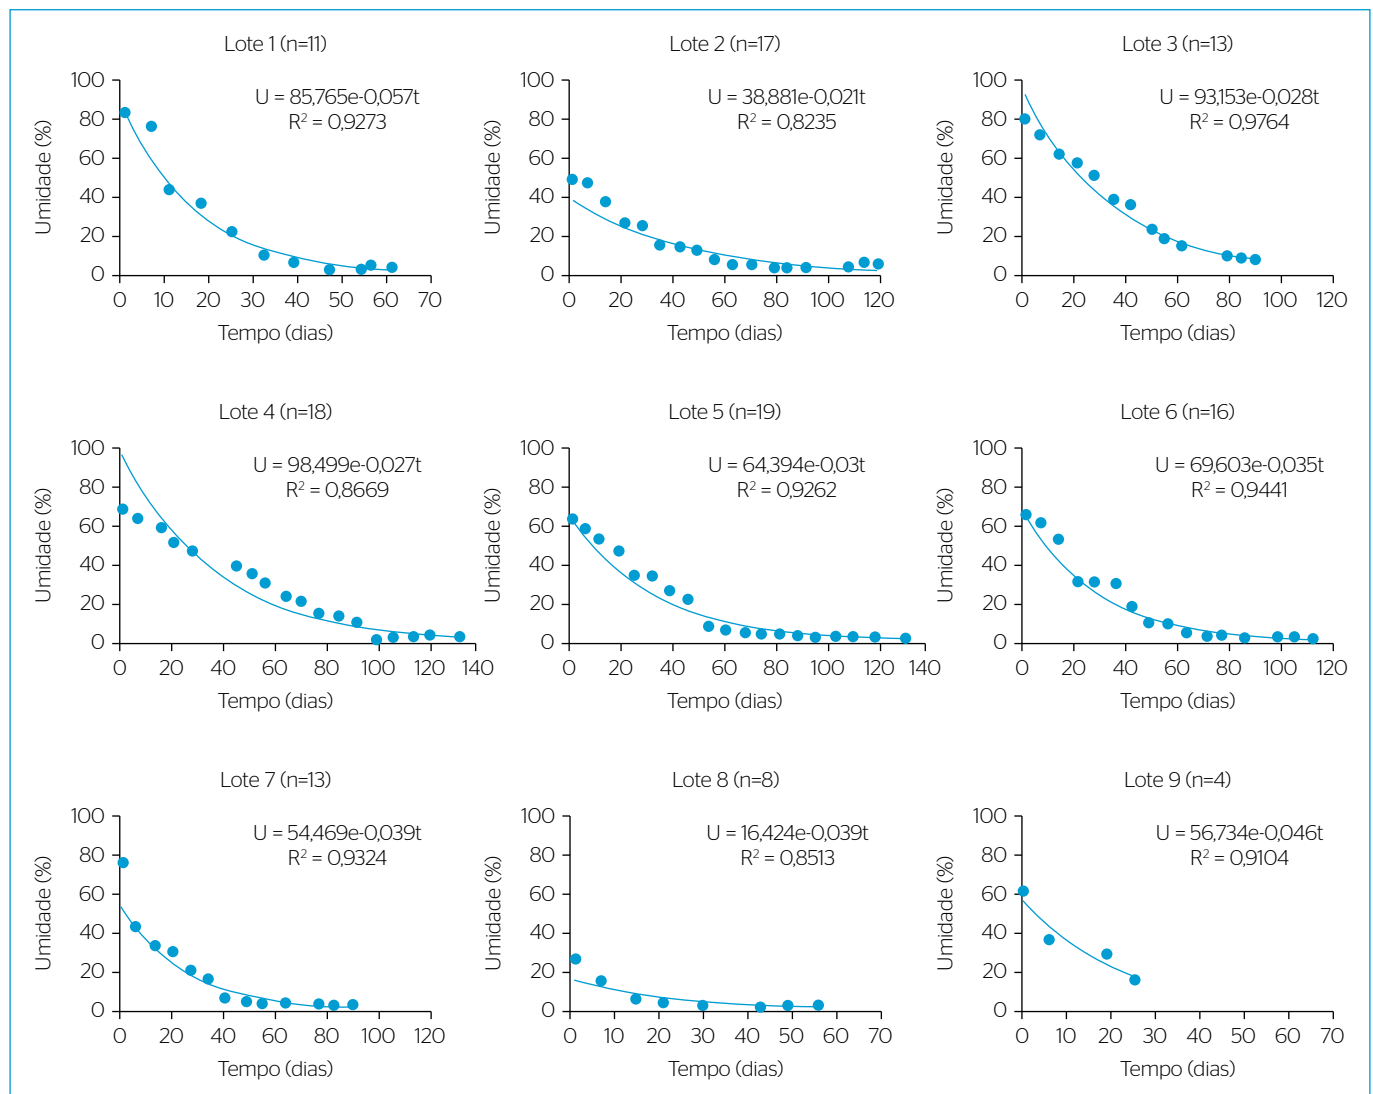 Lote 1 (n=11)
U = 85,765e-0,057t
R² = 0,9273
Umidade (%)
100
80
60
40
20
0
0 10 20 30 40 50 60 70
Tempo (dias)
Lote 2 (n=17)
U = 38,881e-0,021t
R² = 0,8235
Umidade (%)
100
80
60
40
20
0
0 20 40 60 80 100 120
Tempo (dias)
Lote 3 (n=13)
U = 93,153e-0,028t
R² = 0,9764
Umidade (%)
100
80
60
40
20
0
0 20 40 60 80 100 120
Tempo (dias)
Lote 4 (n=18)
U = 98,499e-0,027t
R² = 0,8669
Umidade (%)
100
80
60
40
20
0
0 20 40 60 80 100 120 140
Tempo (dias)
Lote 5 (n=19)
U = 64,394e-0,03t
R² = 0,9262
Umidade (%)
100
80
60
40
20
0
0 20 40 60 80 100 120 140
Tempo (dias)
Lote 6 (n=16)
U = 69,603e-0,035t
R² = 0,9441
Umidade (%)
100
80
60
40
20
0
0 20 40 60 80 100 120
Tempo (dias)
Lote 7 (n=13)
U = 54,469e-0,039t
R² = 0,9324
Umidade (%)
100
80
60
40
20
0
0 20 40 60 80 100 120
Tempo (dias)
Lote 8 (n=8)
U = 16,424e-0,039t
R² = 0,8513
Umidade (%)
100
80
60
40
20
0
0 10 20 30 40 50 60 70
Tempo (dias)
Lote 9 (n=4)
U = 56,734e-0,046t
R² = 0,9104
Umidade (%)
100
80
60
40
20
0
0 10 20 30 40 50 60 70
Tempo (dias)